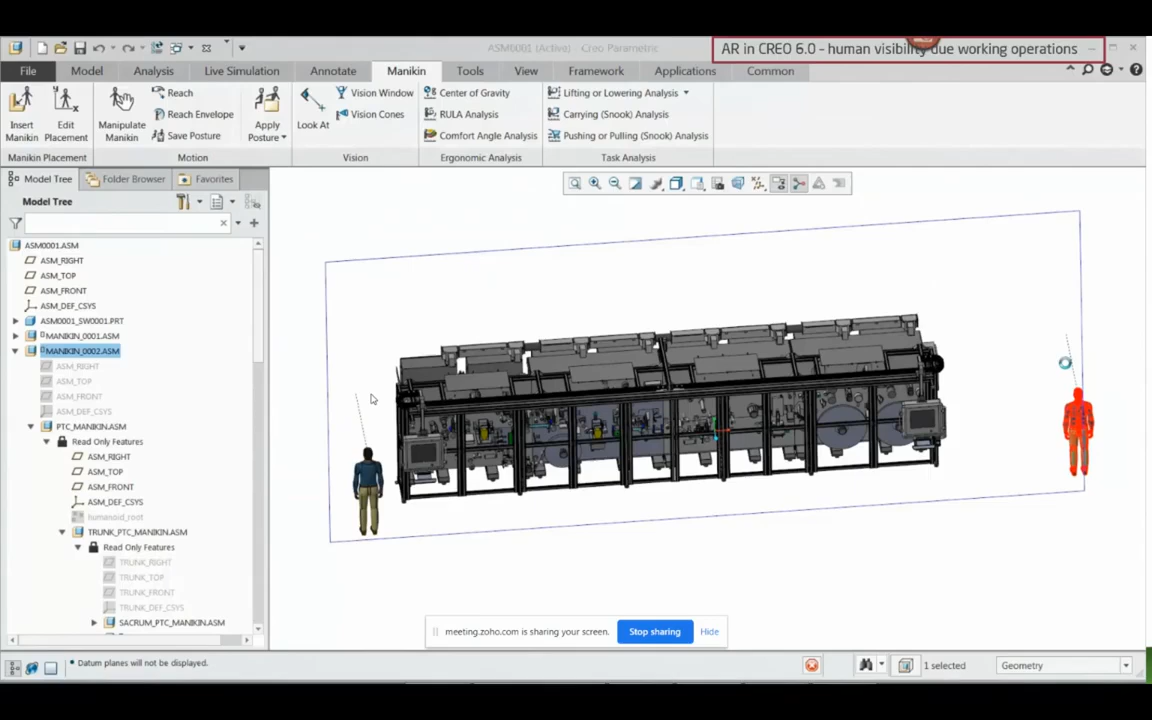 ASM0001 (Active) - Creo Parametric
AR in CREO 6.0 - human visibility due working operations
File Model Analysis Live Simulation Annotate Manikin Tools View Framework Applications Common
Insert Manikin
Edit Placement
Manikin Placement
Manipulate Manikin
Reach
Reach Envelope
Save Posture
Apply Posture
Motion
Look At
Vision Window
Vision Cones
Vision
Center of Gravity
RULA Analysis
Comfort Angle Analysis
Ergonomic Analysis
Lifting or Lowering Analysis
Carrying (Snook) Analysis
Pushing or Pulling (Snook) Analysis
Task Analysis
Model Tree Folder Browser Favorites
Model Tree
ASM0001.ASM
ASM_RIGHT
ASM_TOP
ASM_FRONT
ASM_DEF_CSYS
ASM0001_SW0001.PRT
MANIKIN_0001.ASM
MANIKIN_0002.ASM
ASM_RIGHT
ASM_TOP
ASM_FRONT
ASM_DEF_CSYS
PTC_MANIKIN.ASM
Read Only Features
ASM_RIGHT
ASM_TOP
ASM_FRONT
ASM_DEF_CSYS
humanoid_root
TRUNK_PTC_MANIKIN.ASM
Read Only Features
TRUNK_RIGHT
TRUNK_TOP
TRUNK_FRONT
TRUNK_DEF_CSYS
SACRUM_PTC_MANIKIN.ASM
meeting.zoho.com is sharing your screen. Stop sharing Hide
• Datum planes will not be displayed.
1 selected
Geometry